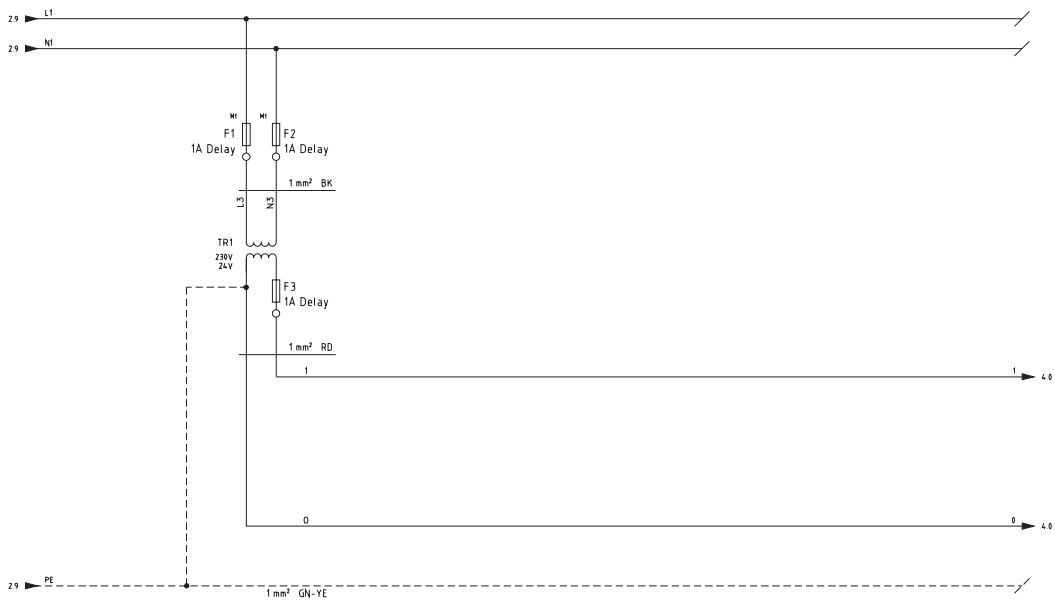 2.9 L1
2.9 N1
M1 M1
F1 F2
1A Delay 1A Delay
1 mm² BK
L3 N3
TR1
230V
24V
F3
1A Delay
1 mm² RD
1 1 4.0
0 0 4.0
2.9 PE
1 mm² GN-YE